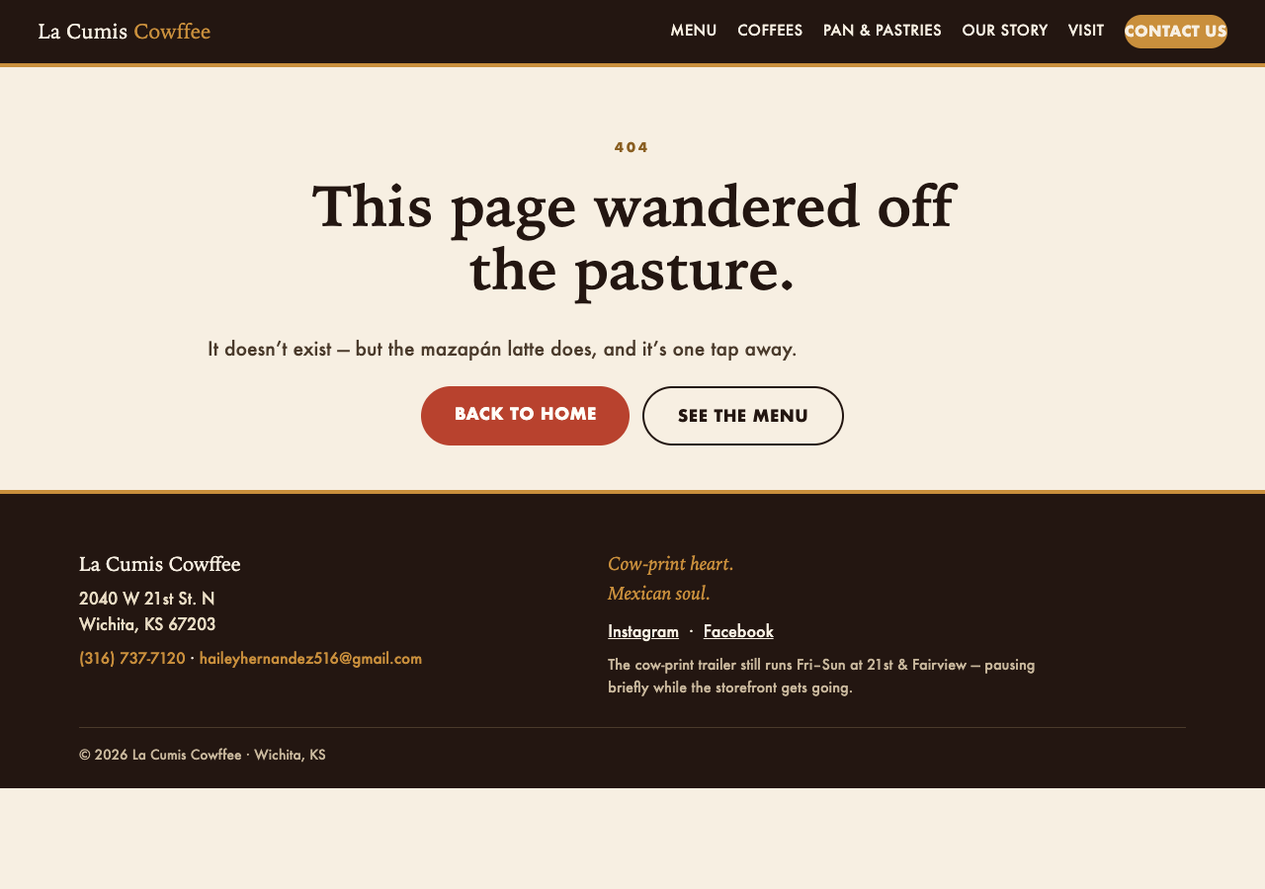 La Cumis Cowffee
MENU COFFEES PAN & PASTRIES OUR STORY VISIT CONTACT US
404
This page wandered off
the pasture.
It doesn’t exist — but the mazapán latte does, and it’s one tap away.
BACK TO HOME SEE THE MENU
La Cumis Cowffee
2040 W 21st St. N
Wichita, KS 67203
(316) 737-7120 · haileyhernandez516@gmail.com
Cow-print heart.
Mexican soul.
Instagram · Facebook
The cow-print trailer still runs Fri–Sun at 21st & Fairview — pausing
briefly while the storefront gets going.
© 2026 La Cumis Cowffee · Wichita, KS